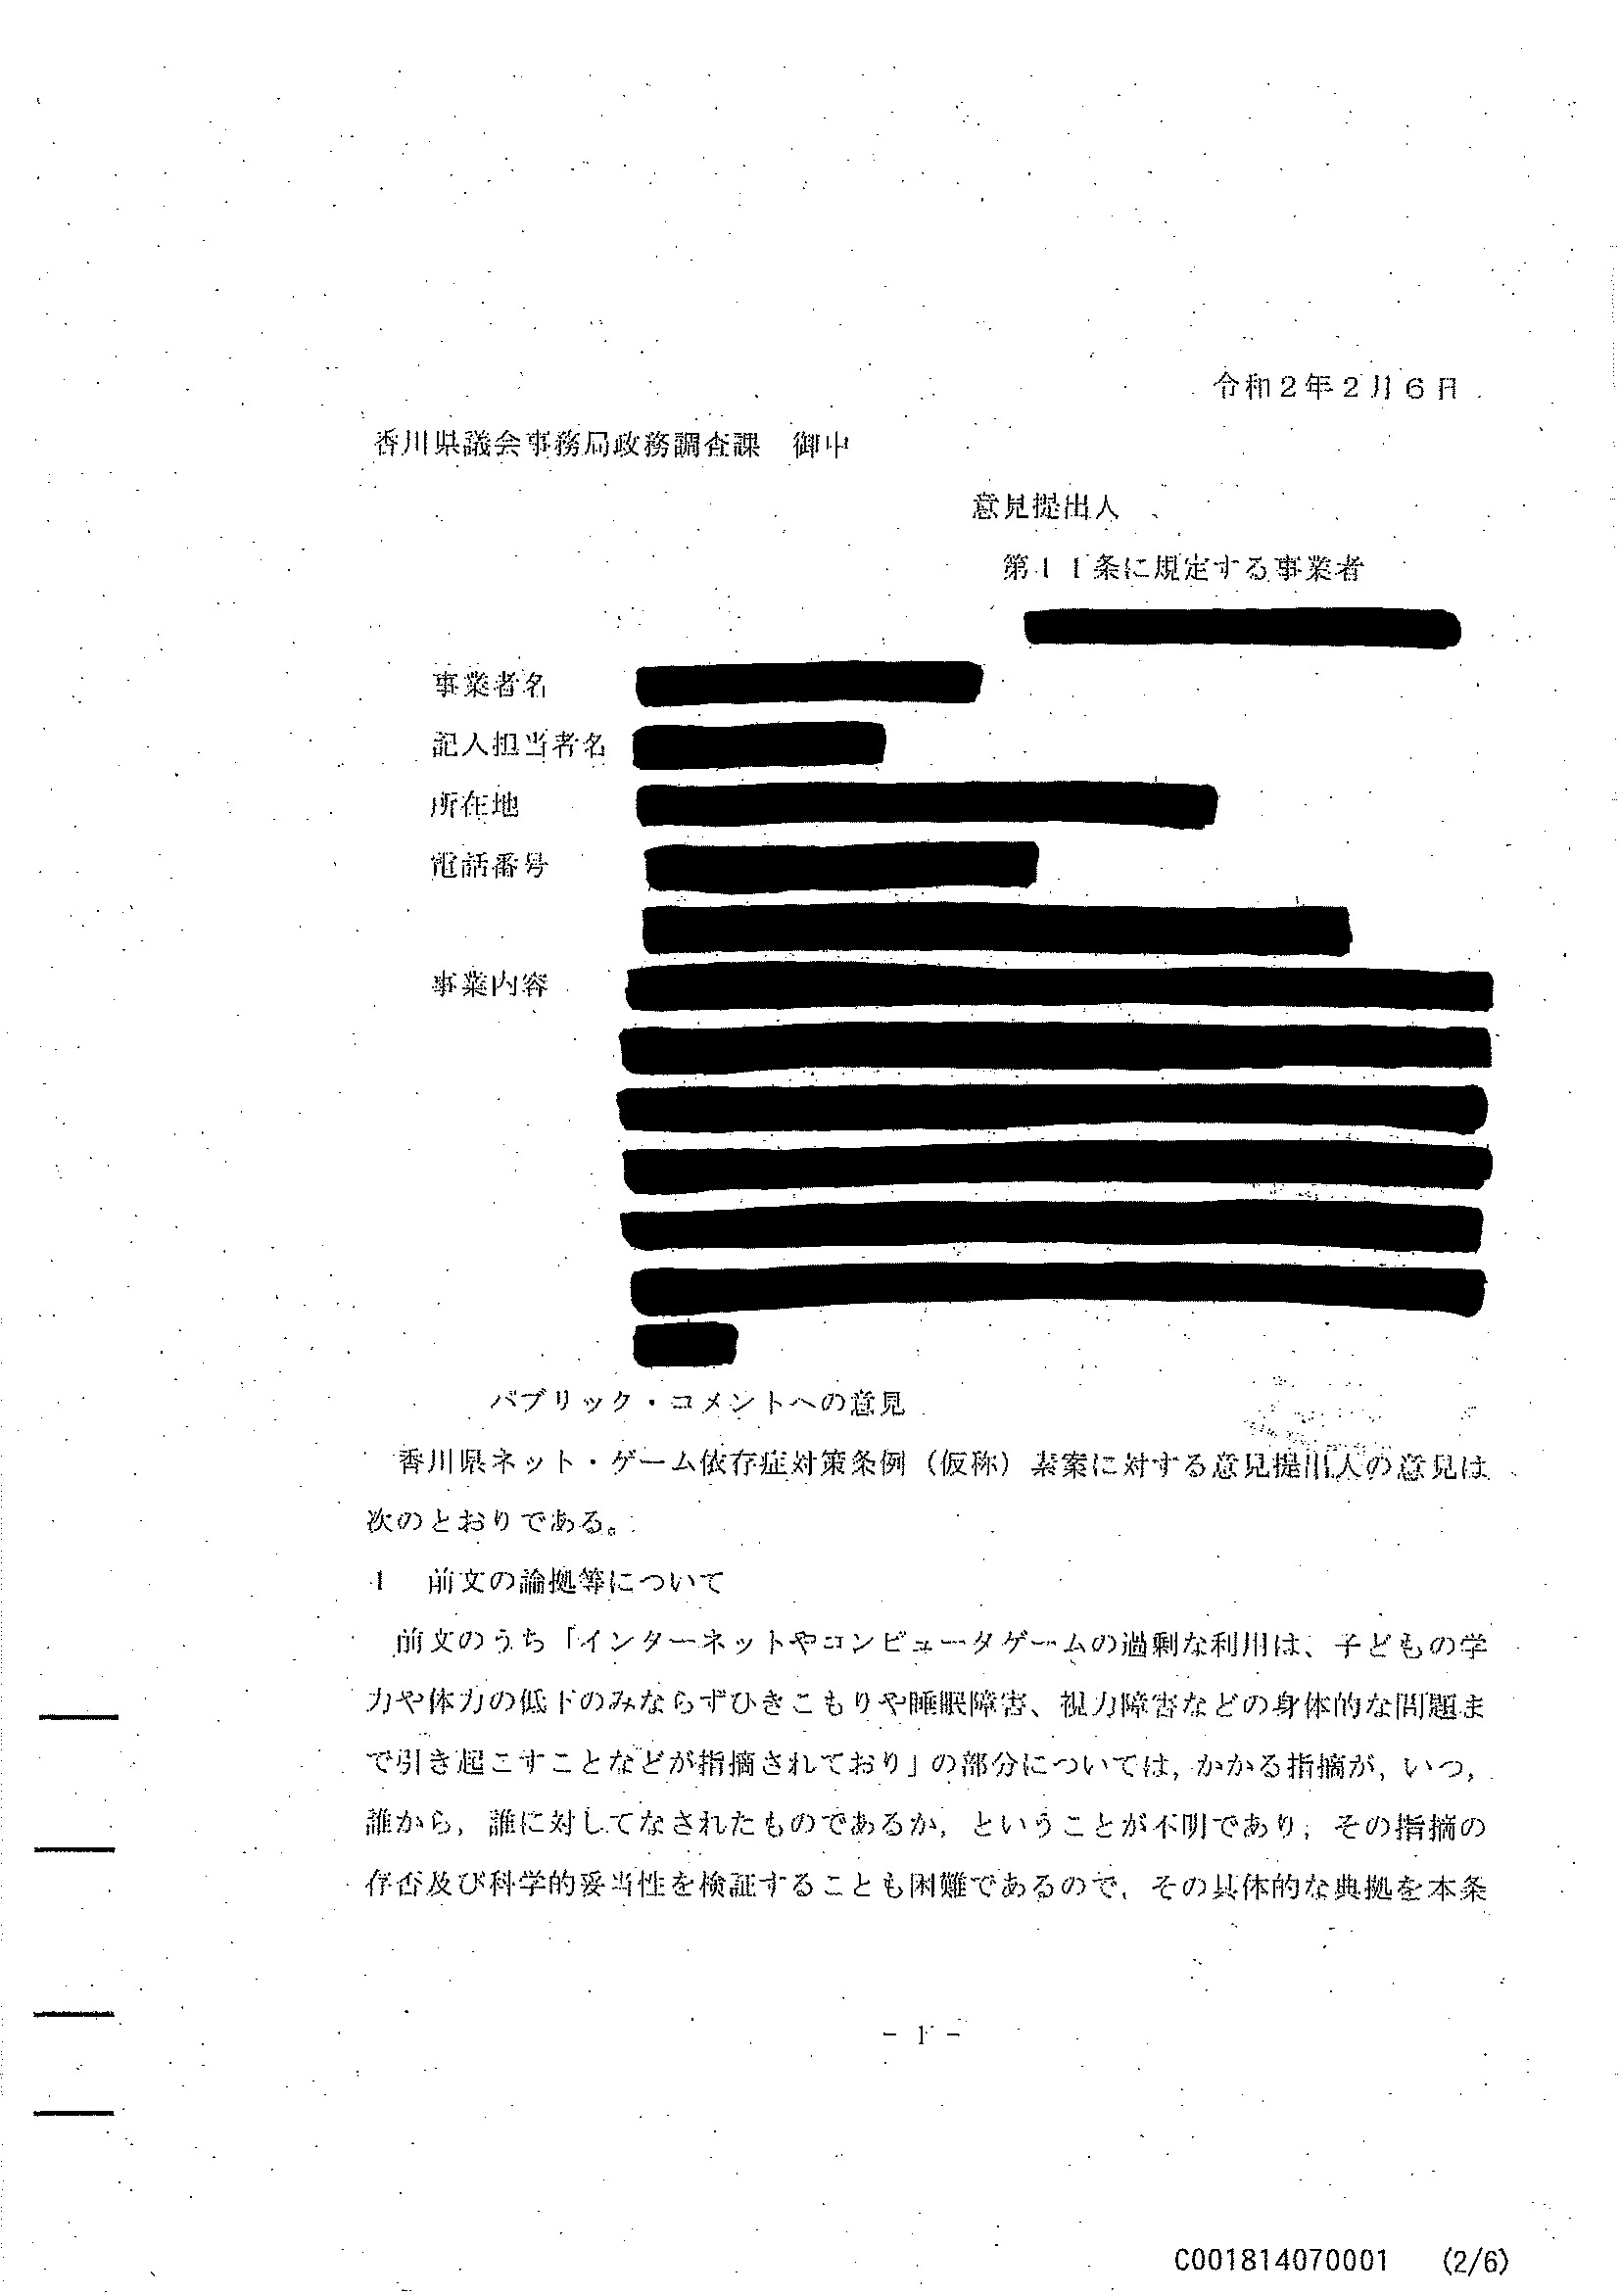 令和2年2月6日
香川県議会事務局政務調査課　御中
意見提出人
第11条に規定する事業者
事業者名
記入担当者名
所在地
電話番号
事業内容
パブリック・コメントへの意見
香川県ネット・ゲーム依存症対策条例（仮称）素案に対する意見提出人の意見は
次のとおりである。
1　前文の論拠等について
前文のうち「インターネットやコンピュータゲームの過剰な利用は、子どもの学
力や体力の低下のみならずひきこもりや睡眠障害、視力障害などの身体的な問題ま
で引き起こすことなどが指摘されており」の部分については，かかる指摘が，いつ，
誰から，誰に対してなされたものであるか，ということが不明であり，その指摘の
存否及び科学的妥当性を検証することも困難であるので，その具体的な典拠を本条
- 1 -
C001814070001　(2/6)